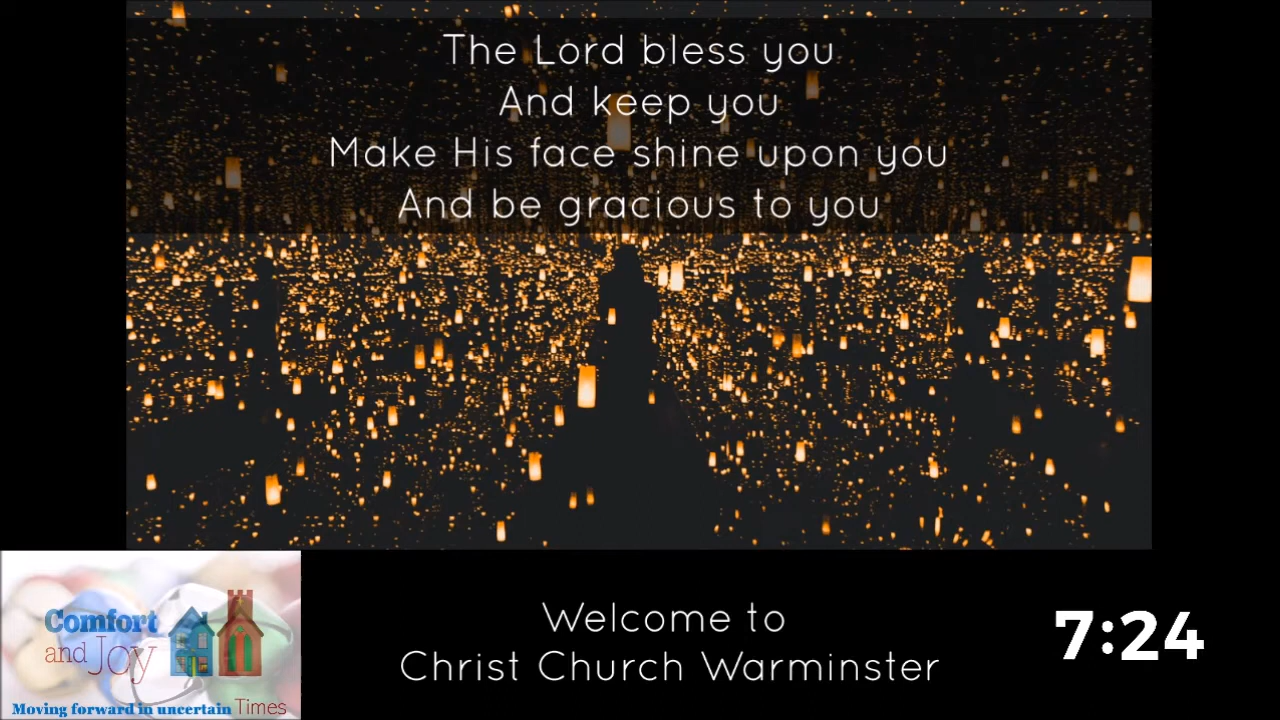 The Lord bless you
And keep you
Make His face shine upon you
And be gracious to you
Welcome to
Christ Church Warminster
7:24
Comfort
and Joy
Moving forward in uncertain Times